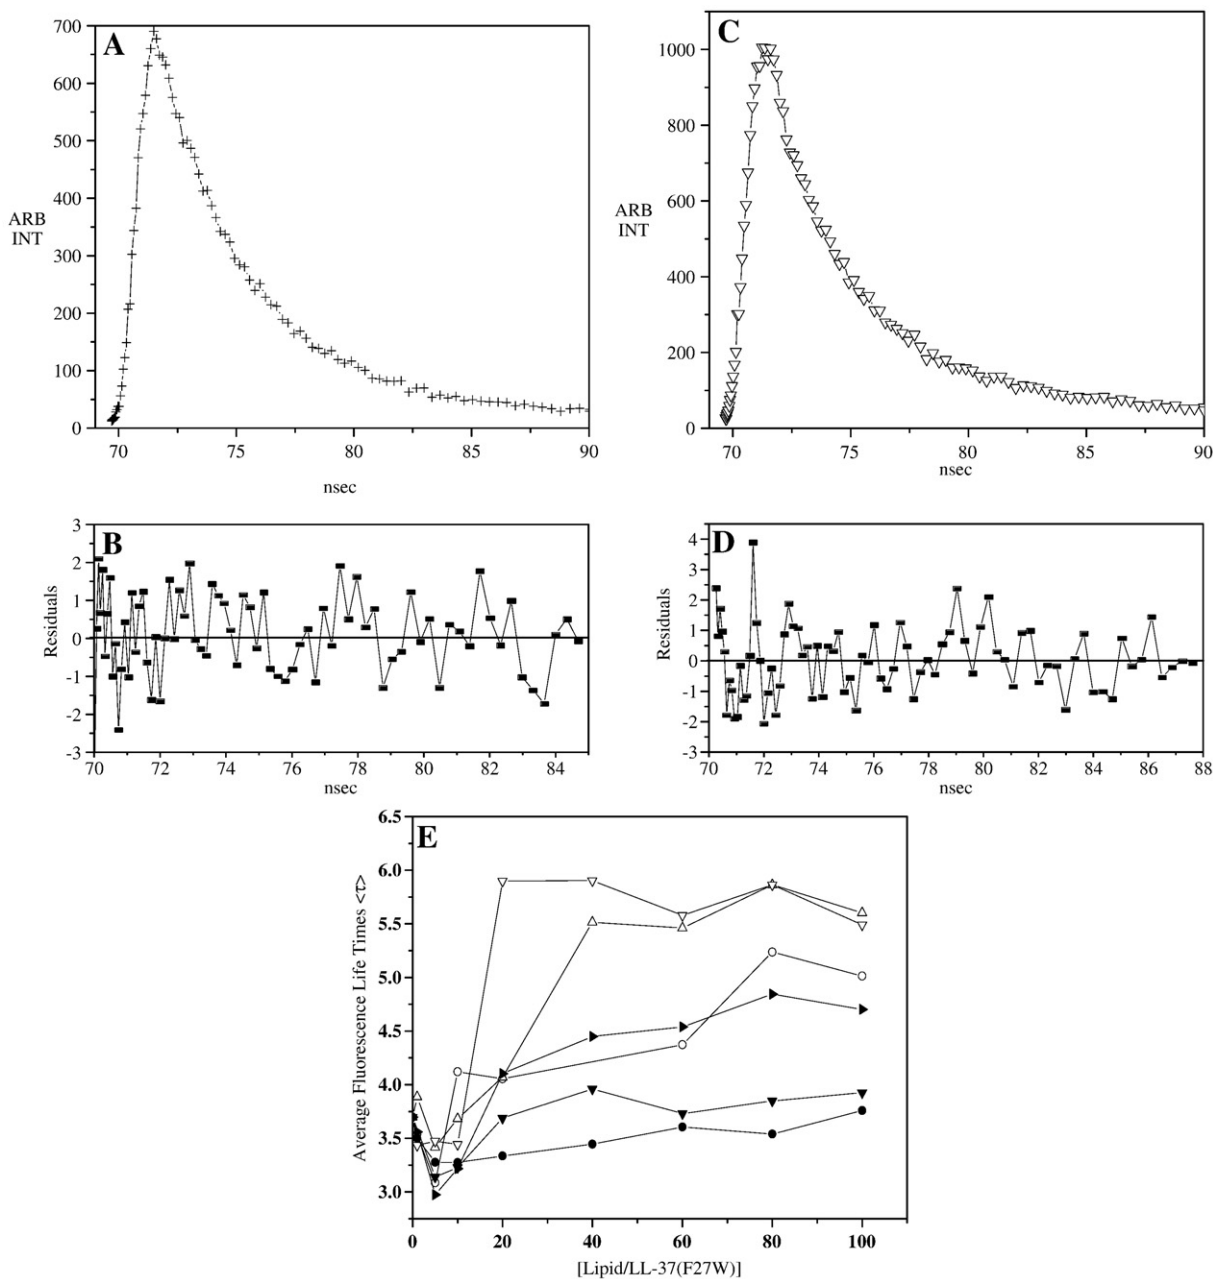 A
700
600
500
400
300
200
100
0
ARB
INT
70 75 80 85 90
nsec
C
1000
800
600
400
200
0
ARB
INT
70 75 80 85 90
nsec
B
3
2
1
0
-1
-2
-3
Residuals
70 72 74 76 78 80 82 84
nsec
D
4
3
2
1
0
-1
-2
-3
Residuals
70 72 74 76 78 80 82 84 86 88
nsec
E
6.5
6.0
5.5
5.0
4.5
4.0
3.5
3.0
Average Fluorescence Life Times <τ>
0 20 40 60 80 100
[Lipid/LL-37(F27W)]